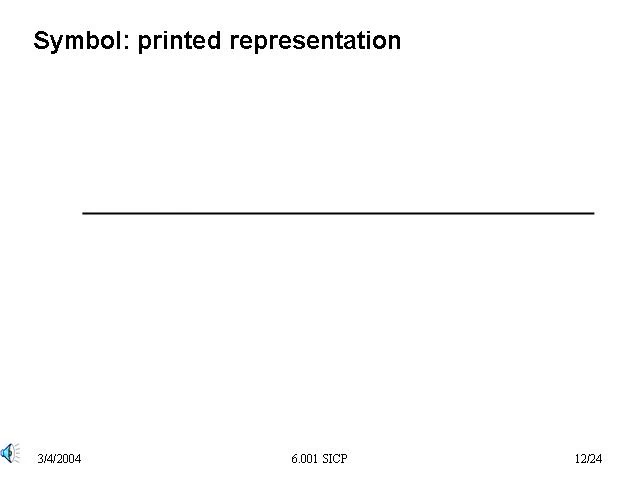 Symbol: printed representation
3/4/2004
6.001 SICP
12/24